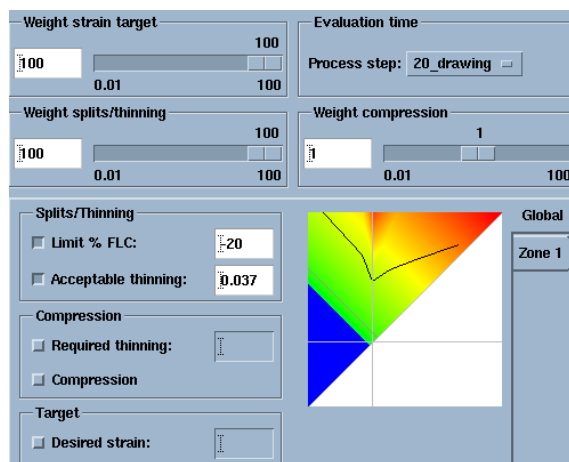 Weight strain target
100
100
0.01 100
Evaluation time
Process step: 20_drawing
Weight splits/thinning
100
100
0.01 100
Weight compression
1
1
0.01 100
Splits/Thinning
Limit % FLC: -20
Acceptable thinning: 0.037
Compression
Required thinning:
Compression
Target
Desired strain:
Global
Zone 1